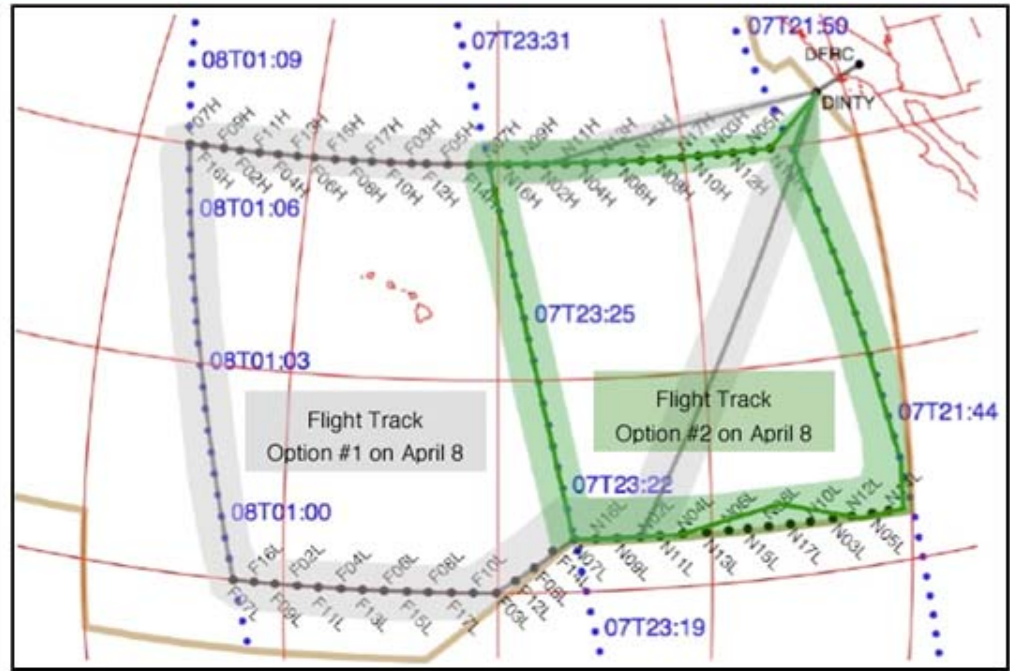 08T01:09
07T23:31
07T21:50
DFRC
DINTY
F07H
F09H
F11H
F13H
F15H
F17H
F03H
F05H
N07H
N09H
N11H
N13H
N15H
N17H
N03H
N05H
F16H
F02H
F04H
F06H
F08H
F10H
F12H
F14H
N16H
N02H
N04H
N06H
N08H
N10H
N12H
08T01:06
07T23:25
08T01:03
Flight Track
Option #1 on April 8
Flight Track
Option #2 on April 8
07T21:44
07T23:22
08T01:00
N16L
N02L
N04L
N06L
N08L
N10L
N12L
N14L
F16L
F02L
F04L
F06L
F08L
F10L
F14L
N07L
N09L
N11L
N13L
N15L
N17L
N03L
N05L
F07L
F09L
F11L
F13L
F15L
F17L
F03L
F12L
F08L
07T23:19